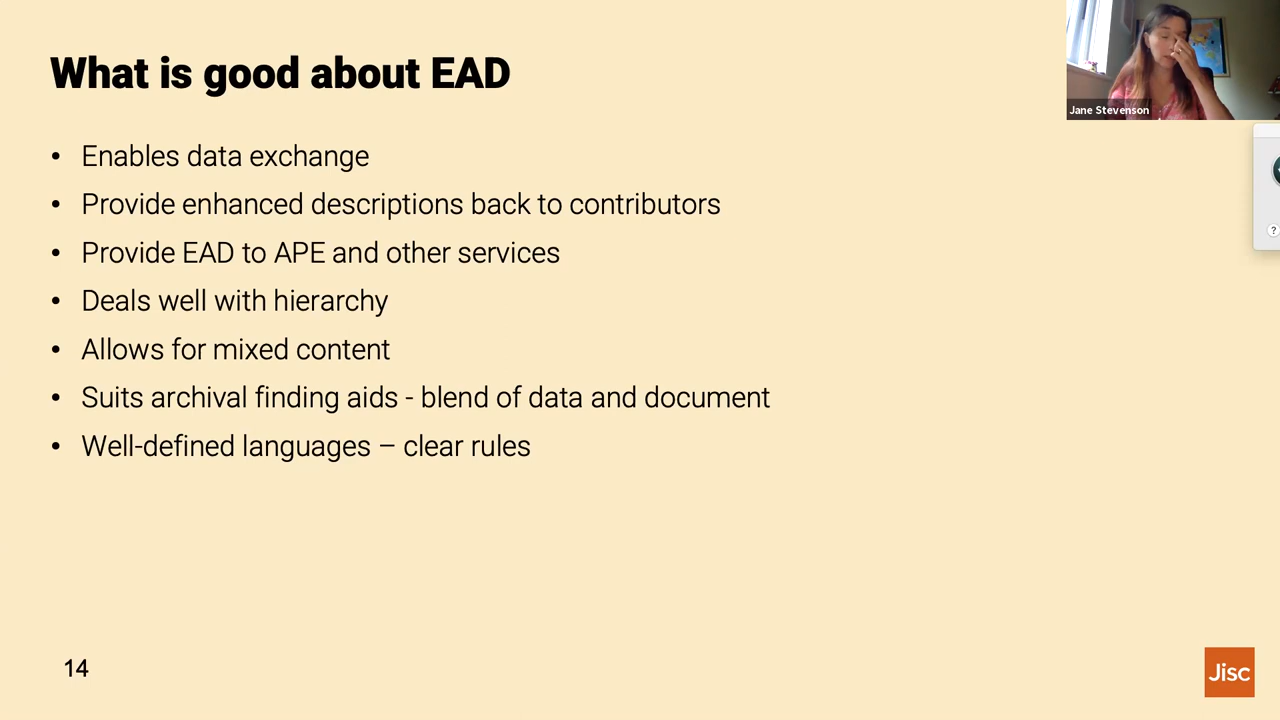 What is good about EAD
Jane Stevenson
• Enables data exchange
• Provide enhanced descriptions back to contributors
• Provide EAD to APE and other services
• Deals well with hierarchy
• Allows for mixed content
• Suits archival finding aids - blend of data and document
• Well-defined languages – clear rules
?
14
Jisc